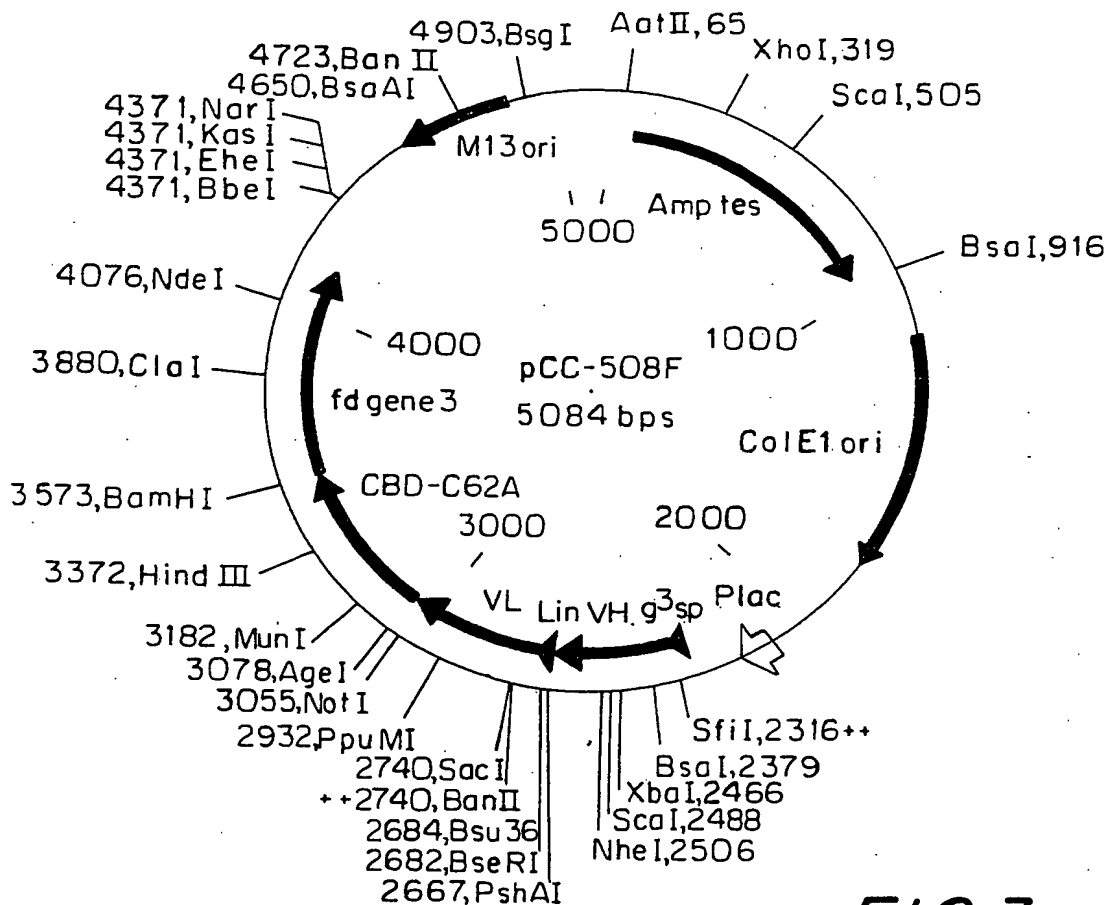 4903,BsgI
AatII,65
4723,Ban II
XhoI,319
4650,BsaAI
ScaI,505
4371,NarI
4371,KasI
4371,EheI
4371,BbeI
M13ori
Amp tes
5000
BsaI,916
4076,NdeI
1000
4000
3880,ClaI
pCC-508F
5084 bps
fd gene3
ColE1.ori
CBD-C62A
3573,BamHI
3000
2000
3372,Hind III
VL Lin VH. g3sp Plac
3182,MunI
3078,AgeI
3055,NotI
2932,PpuMI
SfiI,2316++
2740,SacI
BsaI,2379
++2740,BanII
XbaI,2466
2684,Bsu36
ScaI,2488
2682,BseRI
NheI,2506
2667,PshAI